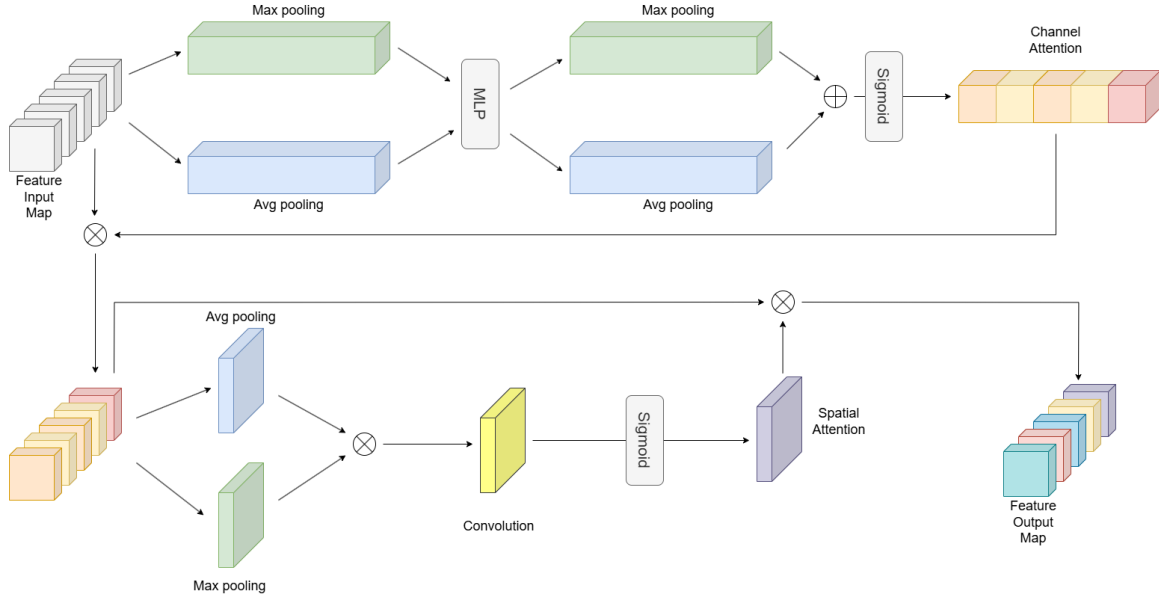 Max pooling
Max pooling
Channel
Attention
MLP
Sigmoid
Feature
Input
Map
Avg pooling
Avg pooling
Avg pooling
Sigmoid
Spatial
Attention
Convolution
Max pooling
Feature
Output
Map